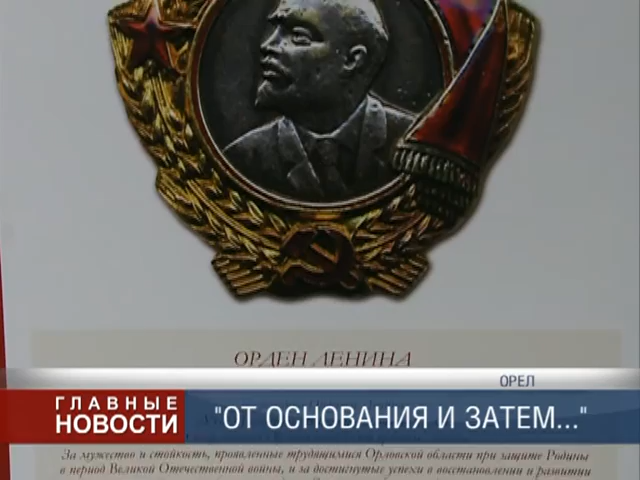 ОРДЕН ЛЕНИНА
ОРЕЛ
ГЛАВНЫЕ
НОВОСТИ
"ОТ ОСНОВАНИЯ И ЗАТЕМ..."
За мужество и стойкость, проявленные трудящимися Орловской области при защите Родины
в период Великой Отечественной войны, и за достигнутые успехи в восстановлении и развитии